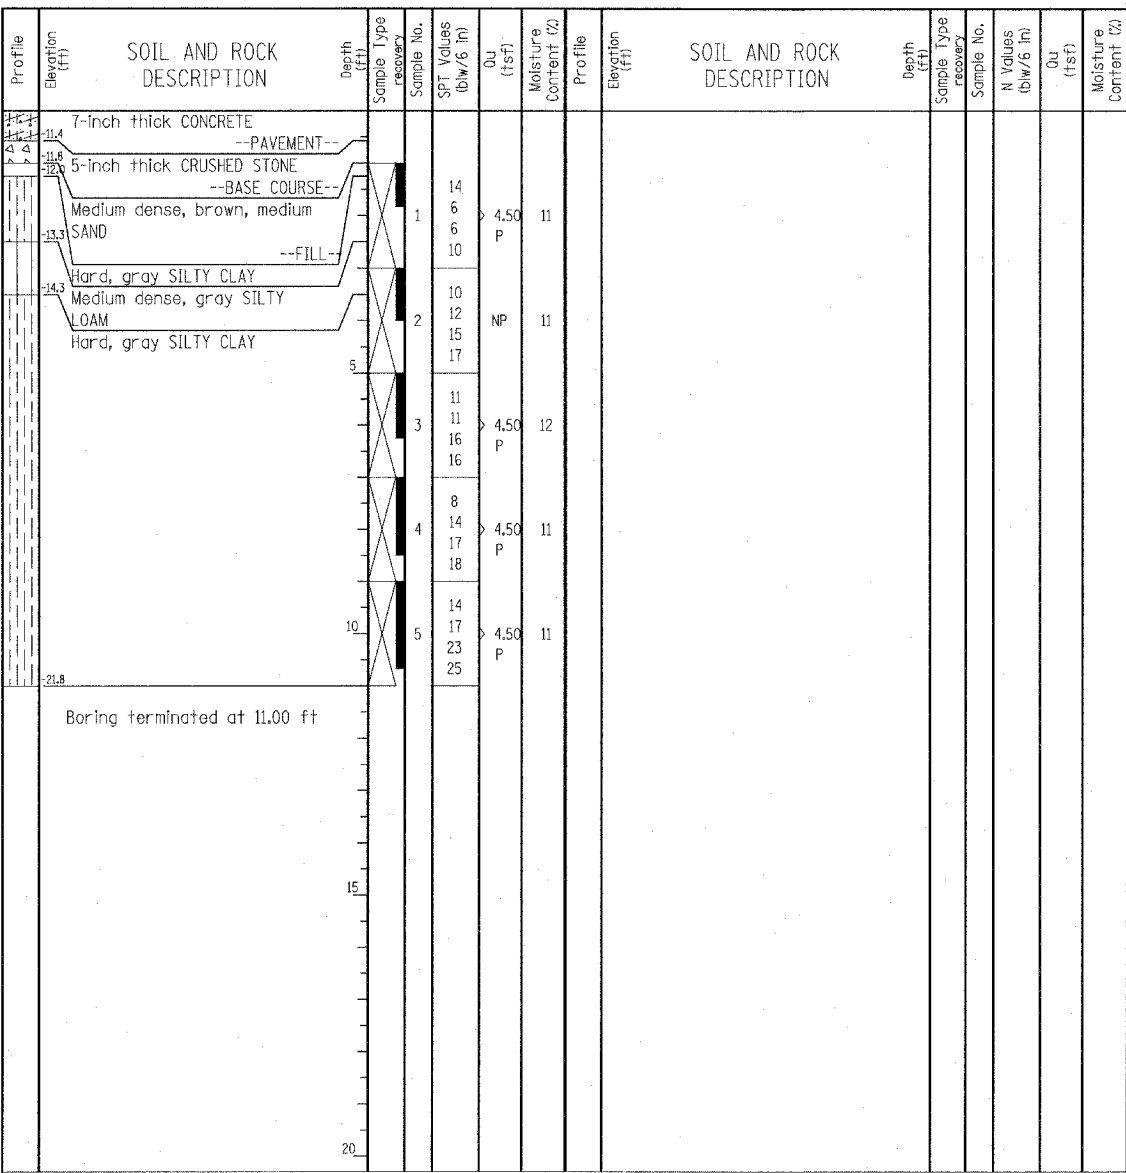 Profile
Elevation (ft)
SOIL AND ROCK
DESCRIPTION
Depth (ft)
Sample Type
recovery
Sample No.
SPT Values (blw/6 in)
Qu (tsf)
Moisture Content (%)
Profile
Elevation (ft)
SOIL AND ROCK
DESCRIPTION
Depth (ft)
Sample Type
recovery
Sample No.
N Values (blw/6 in)
Qu (tsf)
Moisture Content (%)
7-inch thick CONCRETE
-11.4
--PAVEMENT--
-11.8
5-inch thick CRUSHED STONE
-12.0
--BASE COURSE--
Medium dense, brown, medium
SAND
-13.3
--FILL--
Hard, gray SILTY CLAY
-14.3
Medium dense, gray SILTY
LOAM
Hard, gray SILTY CLAY
1
14
6
6
10
> 4.50
P
11
2
10
12
15
17
NP
11
5
3
11
11
16
16
> 4.50
P
12
4
8
14
17
18
> 4.50
P
11
10
5
14
17
23
25
> 4.50
P
11
-21.8
Boring terminated at 11.00 ft
15
20